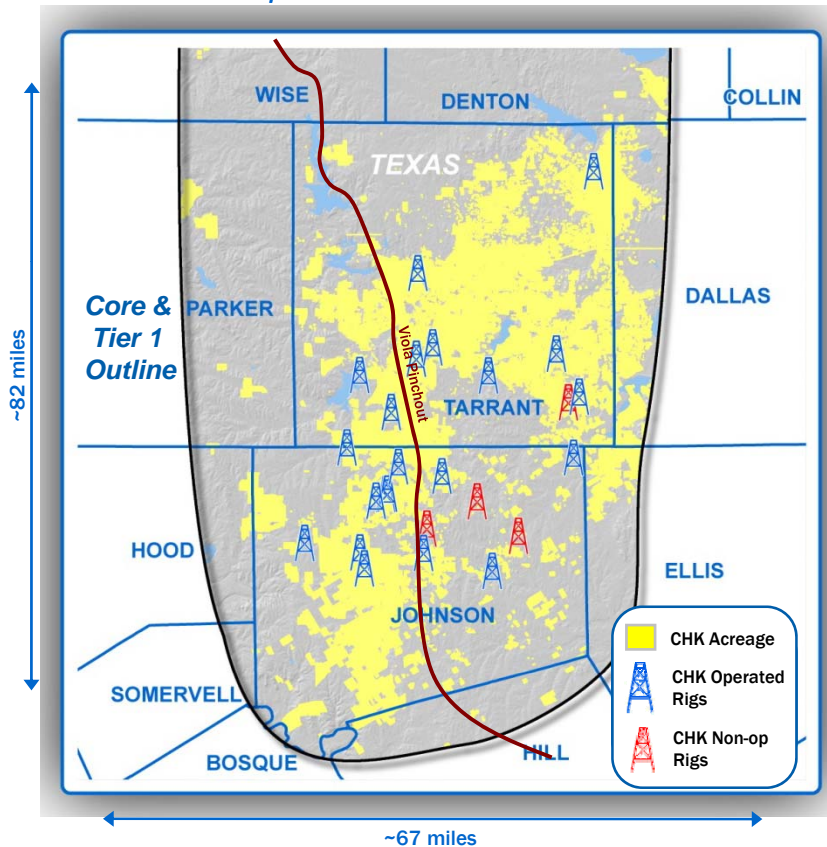 WISE
DENTON
COLLIN
TEXAS
Core &
Tier 1
Outline
PARKER
DALLAS
~82 miles
Viola Pinchout
TARRANT
HOOD
ELLIS
JOHNSON
CHK Acreage
CHK Operated
Rigs
CHK Non-op
Rigs
SOMERVELL
BOSQUE
HILL
~67 miles